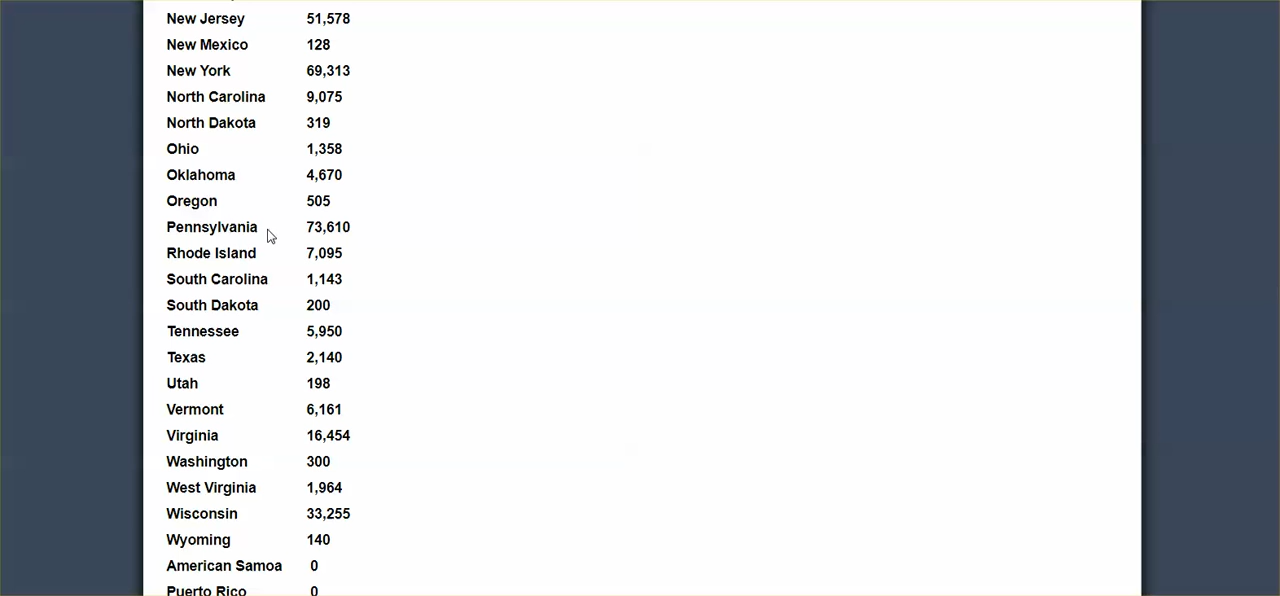 New Jersey 51,578
New Mexico 128
New York 69,313
North Carolina 9,075
North Dakota 319
Ohio 1,358
Oklahoma 4,670
Oregon 505
Pennsylvania 73,610
Rhode Island 7,095
South Carolina 1,143
South Dakota 200
Tennessee 5,950
Texas 2,140
Utah 198
Vermont 6,161
Virginia 16,454
Washington 300
West Virginia 1,964
Wisconsin 33,255
Wyoming 140
American Samoa 0
Puerto Rico 0